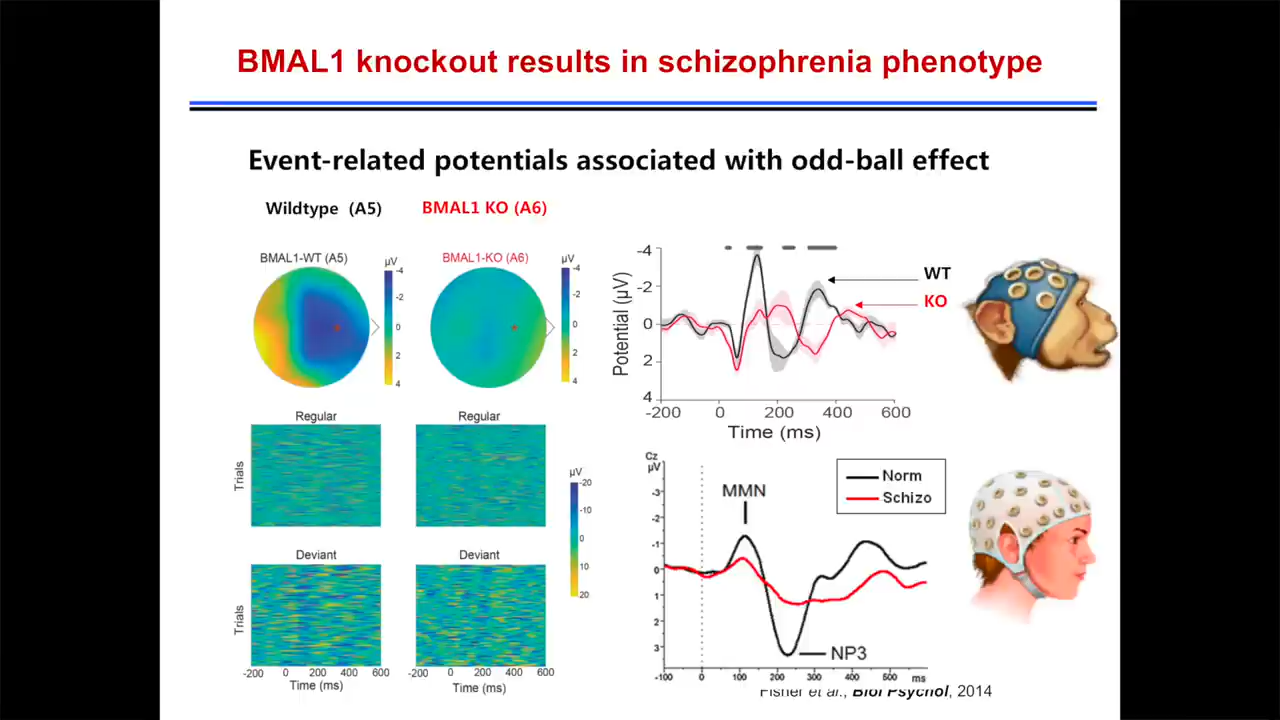 BMAL1 knockout results in schizophrenia phenotype
Event-related potentials associated with odd-ball effect
Wildtype (A5)
BMAL1 KO (A6)
BMAL1-WT (A5)
µV
-4
-2
0
2
4
BMAL1-KO (A6)
µV
-4
-2
0
2
4
Regular
Trials
Regular
Deviant
Trials
-200 0 200 400 600
Time (ms)
Deviant
-200 0 200 400 600
Time (ms)
µV
-20
-10
0
10
20
Potential (µV)
-4
-2
0
2
4
-200 0 200 400 600
Time (ms)
WT
KO
Cz
µV
-3
-2
-1
0
1
2
3
-100 0 100 200 300 400 500 ms
MMN
NP3
Norm
Schizo
Fisher et al., Biol Psychol, 2014